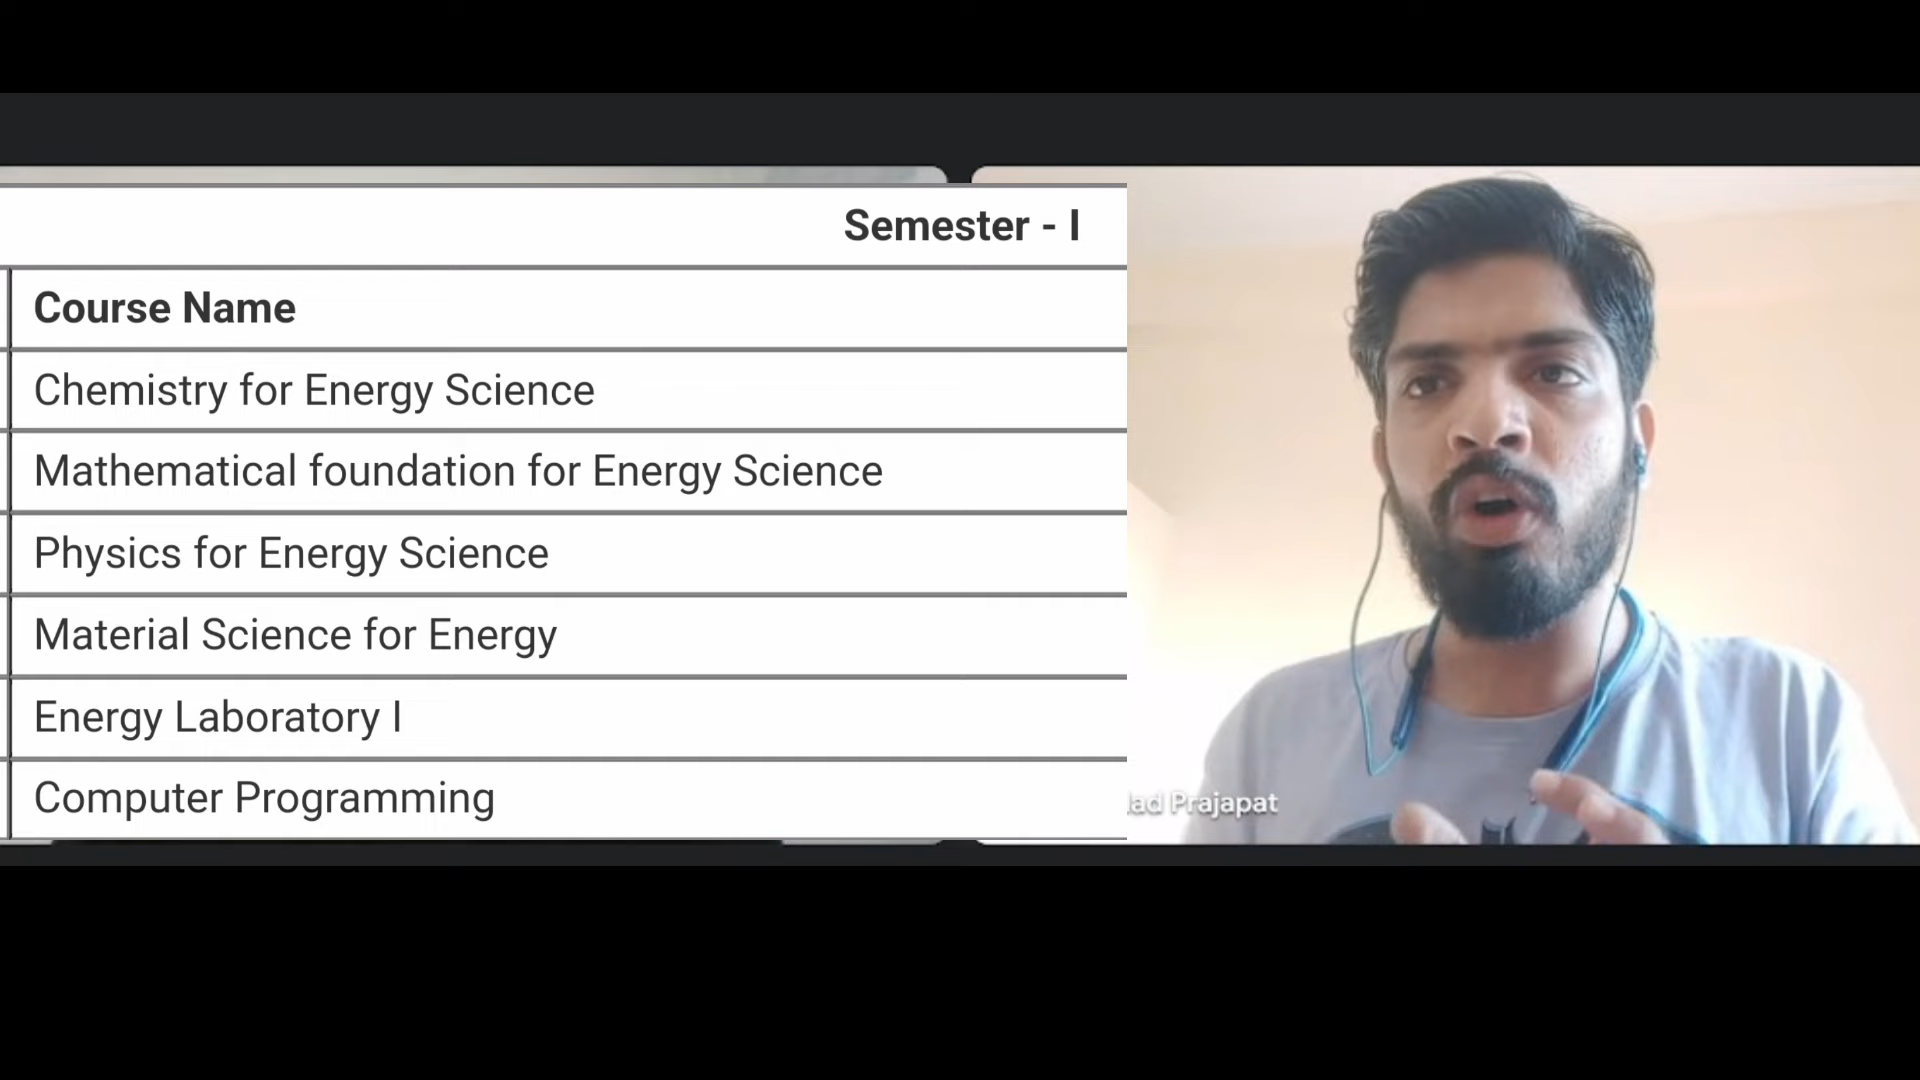 Semester - I
Course Name
Chemistry for Energy Science
Mathematical foundation for Energy Science
Physics for Energy Science
Material Science for Energy
Energy Laboratory I
Computer Programming
Prajapat